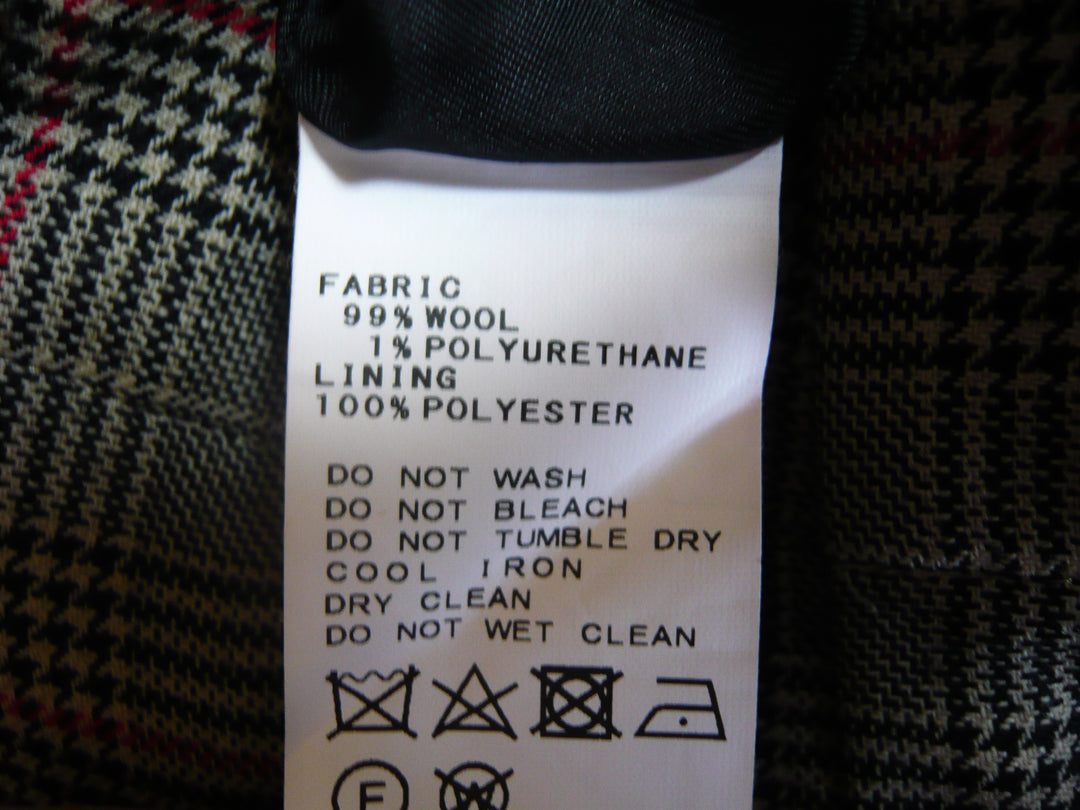 FABRIC
99% WOOL
1% POLYURETHANE
LINING
100% POLYESTER
DO NOT WASH
DO NOT BLEACH
DO NOT TUMBLE DRY
COOL IRON
DRY CLEAN
DO NOT WET CLEAN
F W